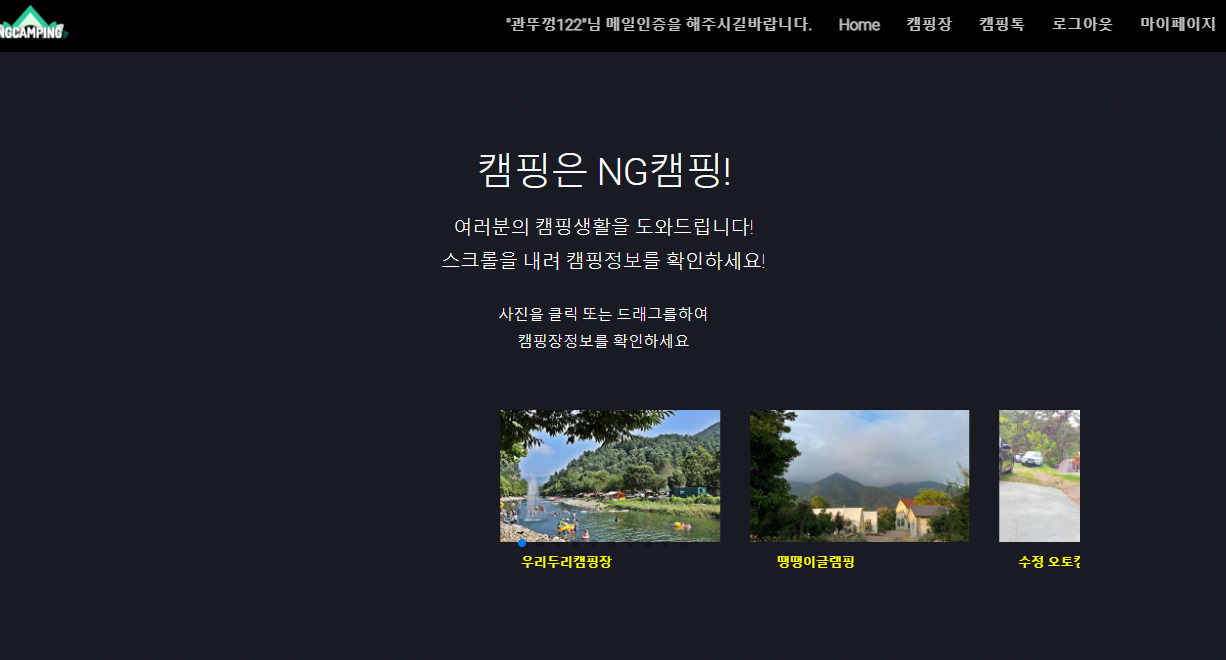 NGCAMPING
"관뚜껑122"님 메일인증을 해주시길바랍니다. Home 캠핑장 캠핑톡 로그아웃 마이페이지
캠핑은 NG캠핑!
여러분의 캠핑생활을 도와드립니다!
스크롤을 내려 캠핑정보를 확인하세요!
사진을 클릭 또는 드래그를하여
캠핑장정보를 확인하세요
우리두리캠핑장 땡땡이글램핑 수정 오토